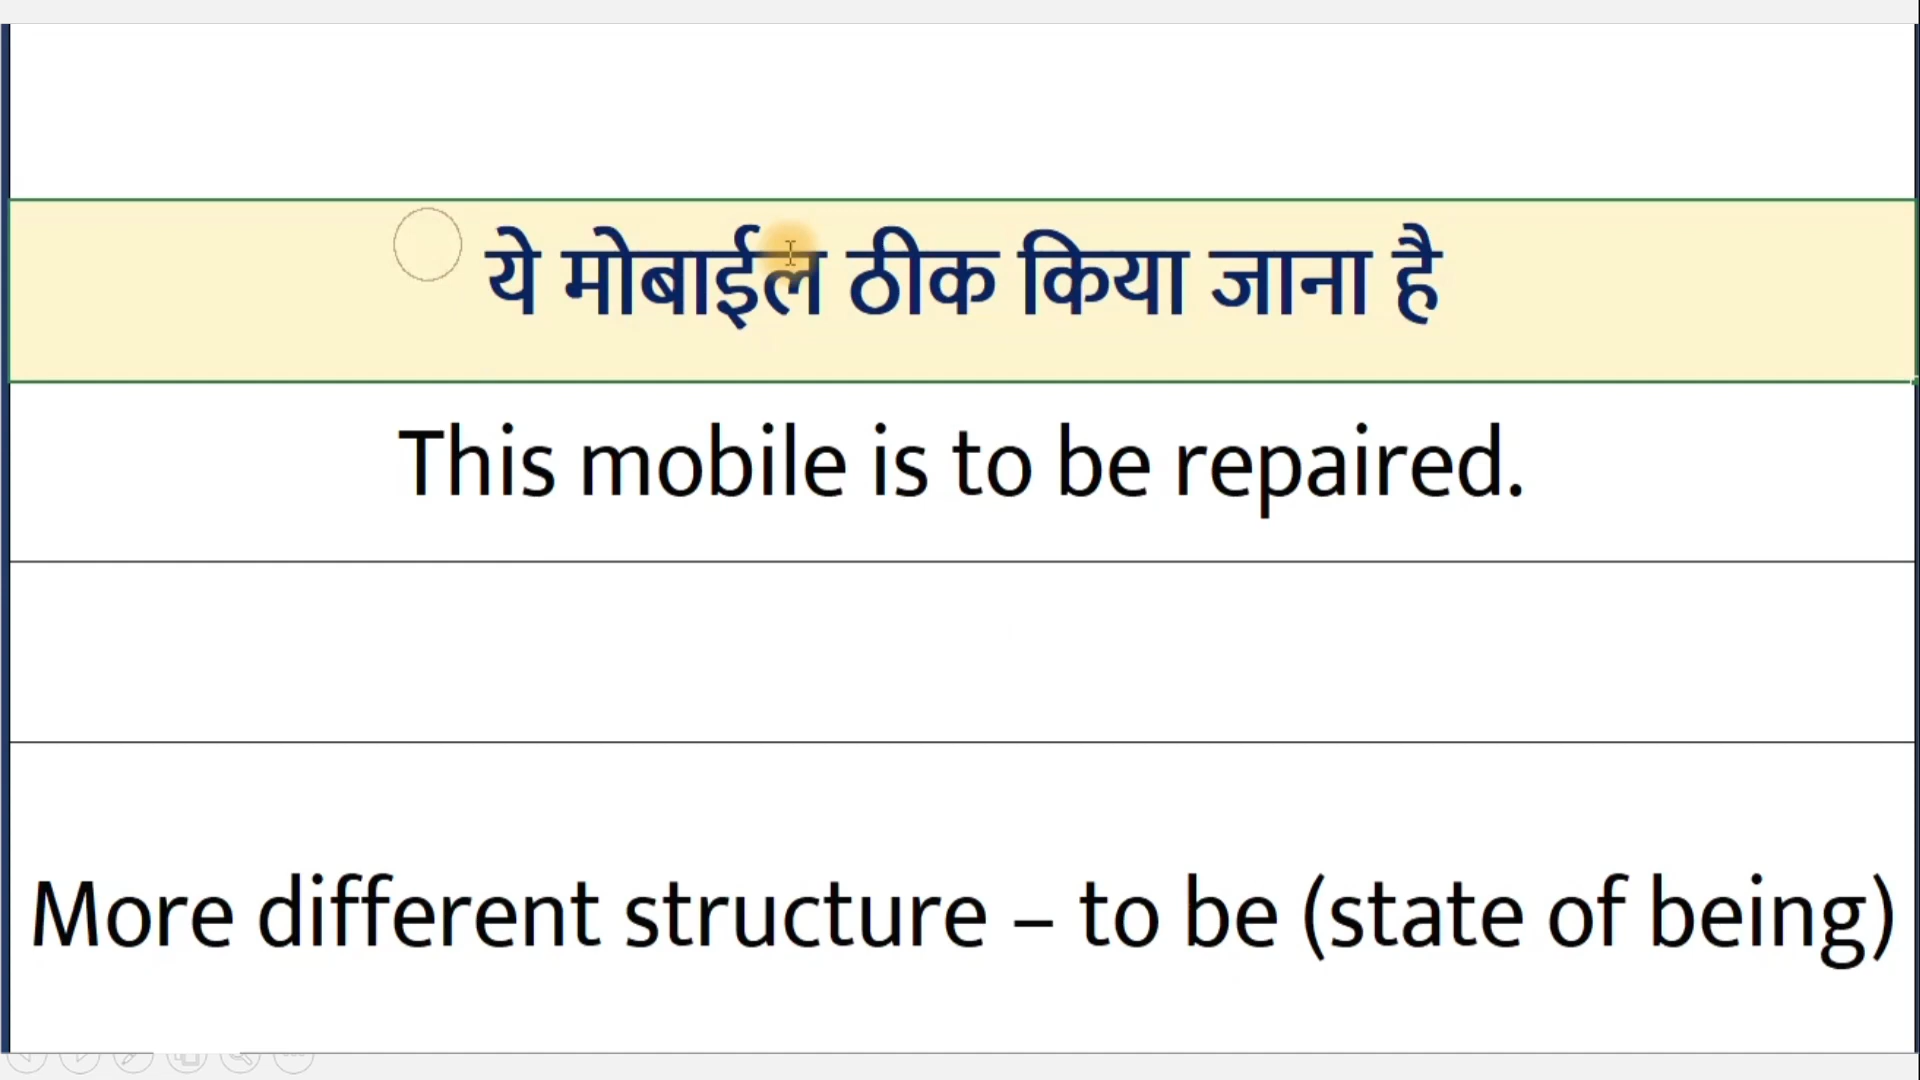 ये मोबाईल ठीक किया जाना है
This mobile is to be repaired.
More different structure – to be (state of being)